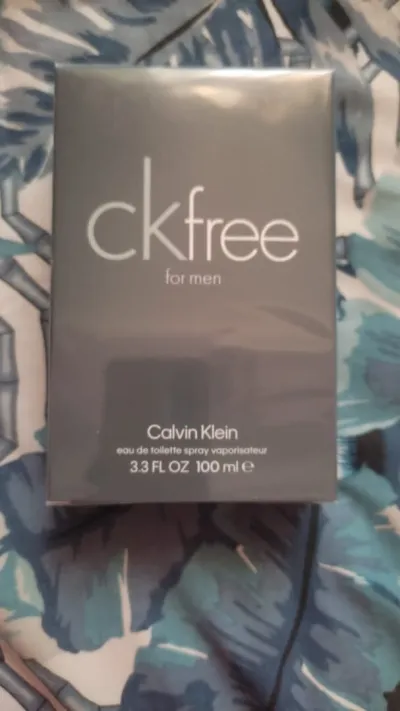 ckfree
for men
Calvin Klein
eau de toilette spray vaporisateur
3.3 FL OZ 100 ml ℮